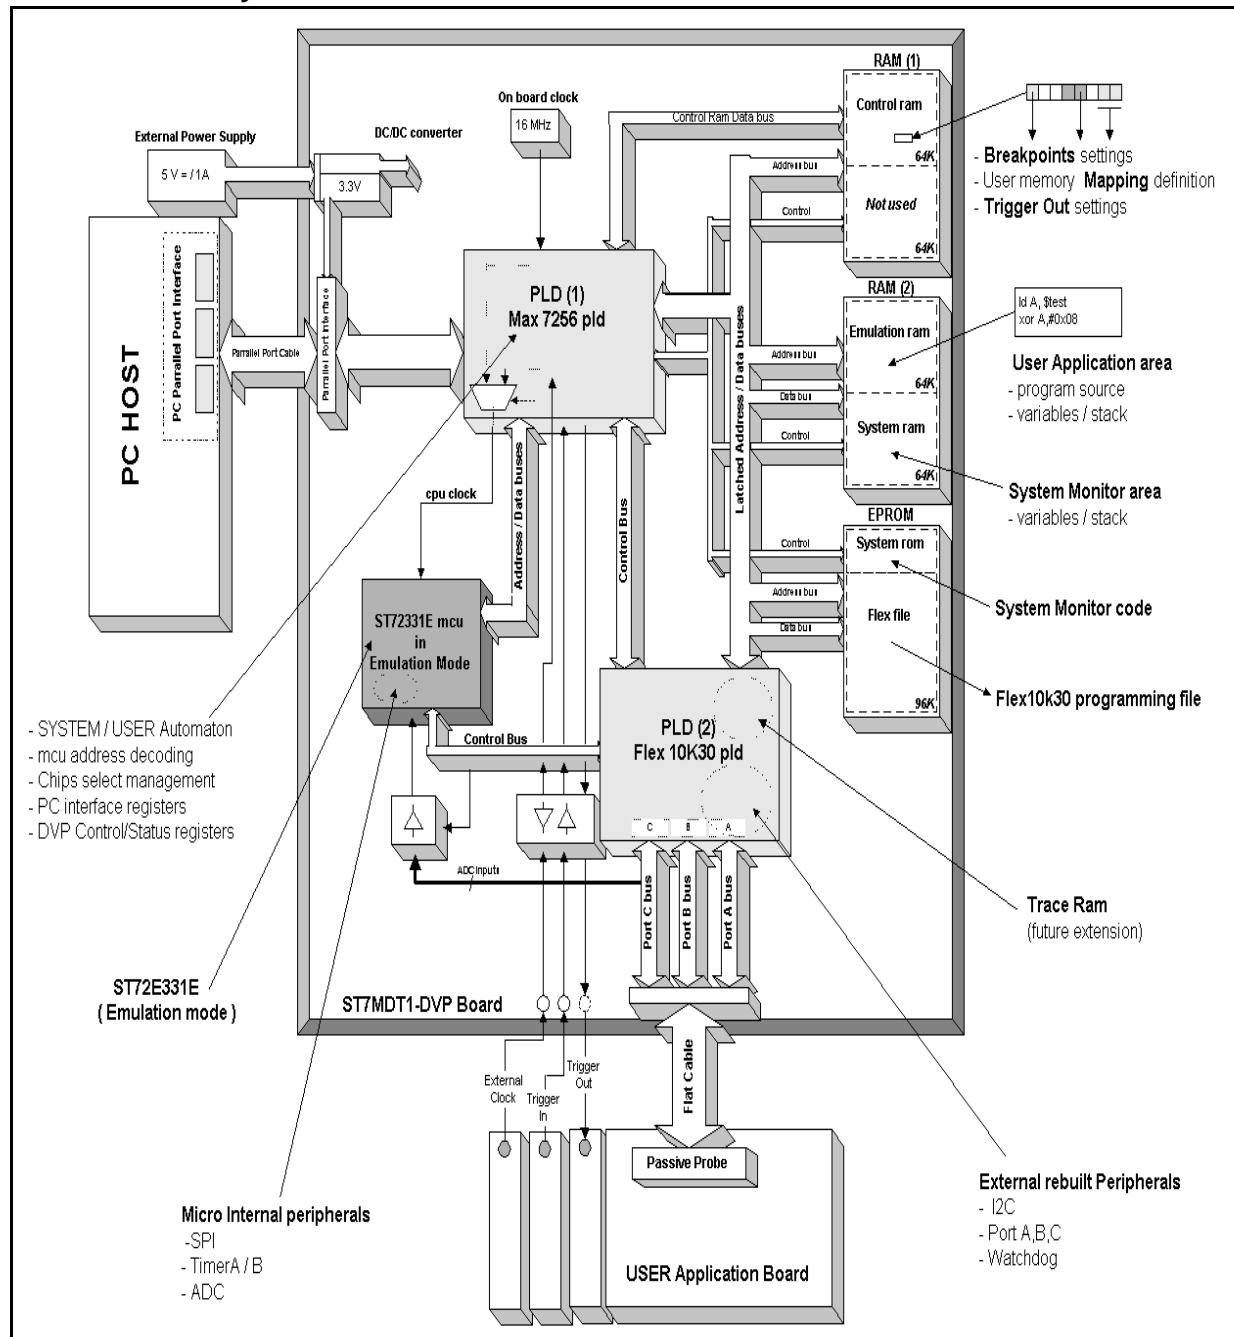 RAM (1)
Control ram
64K
Not used
64K
- Breakpoints settings
- User memory Mapping definition
- Trigger Out settings
On board clock
16 MHz
Control Ram Data bus
Address bus
Control
External Power Supply
5 V = / 1A
DC/DC converter
3.3V
PC HOST
PC Parrallel Port Interface
Parrallel Port Cable
Parrallel Port Interface
PLD (1)
Max 7256 pld
RAM (2)
Emulation ram
64K
System ram
64K
Address bus
Data bus
Control
ld A, $test
xor A,#0x08
User Application area
- program source
- variables / stack
System Monitor area
- variables / stack
Latched Address / Data buses
Control Bus
Address / Data buses
cpu clock
EPROM
System rom
Flex file
96K
Control
Address bus
Data bus
System Monitor code
Flex10k30 programming file
ST72331E mcu
in
Emulation Mode
Control Bus
PLD (2)
Flex 10K30 pld
C B A
- SYSTEM / USER Automaton
- mcu address decoding
- Chips select management
- PC interface registers
- DVP Control/Status registers
ADC Inputs
Port C bus
Port B bus
Port A bus
Trace Ram
(future extension)
ST72E331E
( Emulation mode )
ST7MDT1-DVP Board
External
Clock
Trigger
In
Trigger
Out
Flat Cable
Passive Probe
USER Application Board
Micro Internal peripherals
-SPI
- TimerA / B
- ADC
External rebuilt Peripherals
- I2C
- Port A,B,C
- Watchdog